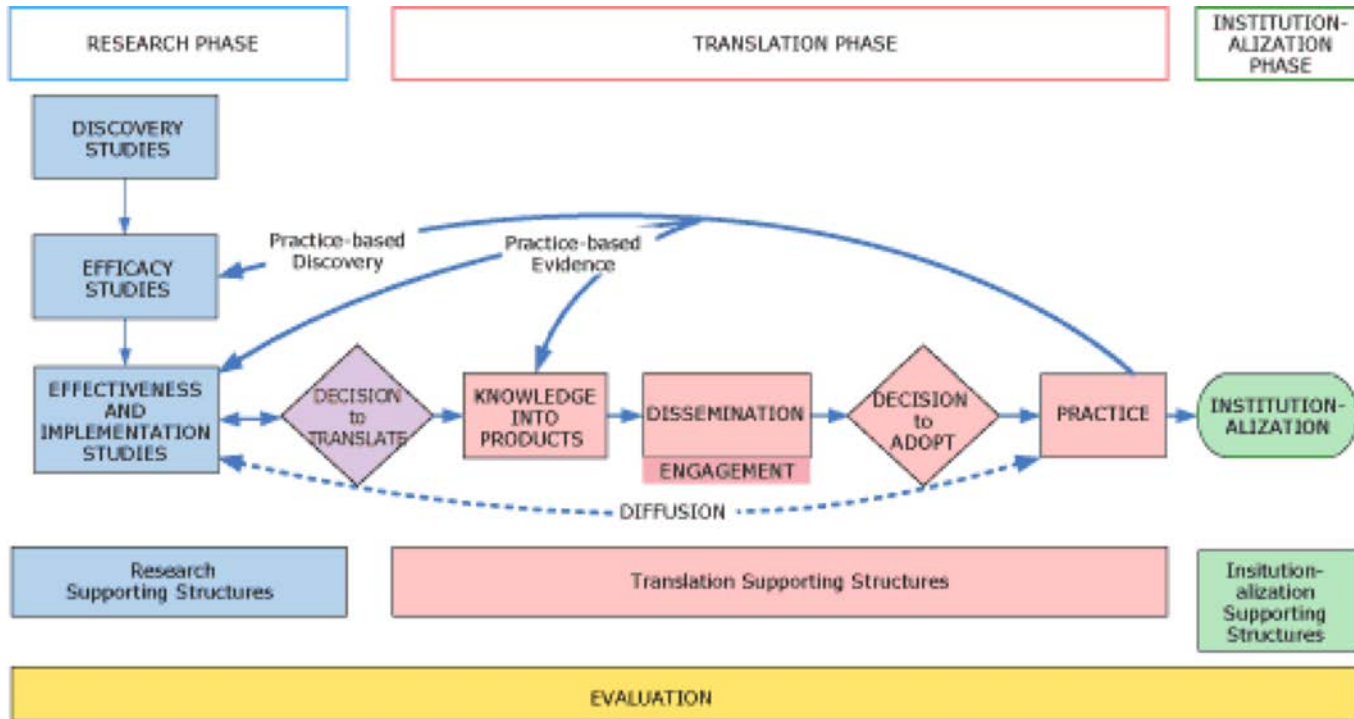 RESEARCH PHASE
TRANSLATION PHASE
INSTITUTION-
ALIZATION
PHASE
DISCOVERY
STUDIES
EFFICACY
STUDIES
Practice-based
Discovery
Practice-based
Evidence
EFFECTIVENESS
AND
IMPLEMENTATION
STUDIES
DECISION
to
TRANSLATE
KNOWLEDGE
INTO
PRODUCTS
DISSEMINATION
ENGAGEMENT
DECISION
to
ADOPT
PRACTICE
INSTITUTION-
ALIZATION
DIFFUSION
Research
Supporting Structures
Translation Supporting Structures
Insitution-
alization
Supporting
Structures
EVALUATION